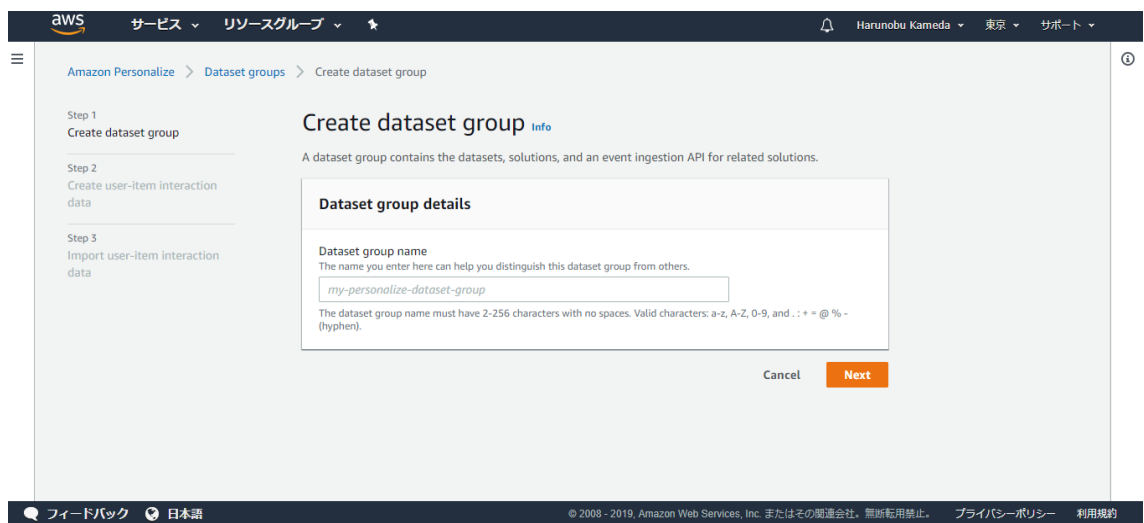 aws サービス リソースグループ Harunobu Kameda 東京 サポート
Amazon Personalize > Dataset groups > Create dataset group
Step 1
Create dataset group
Step 2
Create user-item interaction
data
Step 3
Import user-item interaction
data
Create dataset group Info
A dataset group contains the datasets, solutions, and an event ingestion API for related solutions.
Dataset group details
Dataset group name
The name you enter here can help you distinguish this dataset group from others.
my-personalize-dataset-group
The dataset group name must have 2-256 characters with no spaces. Valid characters: a-z, A-Z, 0-9, and . : + = @ % -
(hyphen).
Cancel Next
フィードバック 日本語 © 2008 - 2019, Amazon Web Services, Inc. またはその関連会社。無断転用禁止。 プライバシーポリシー 利用規約